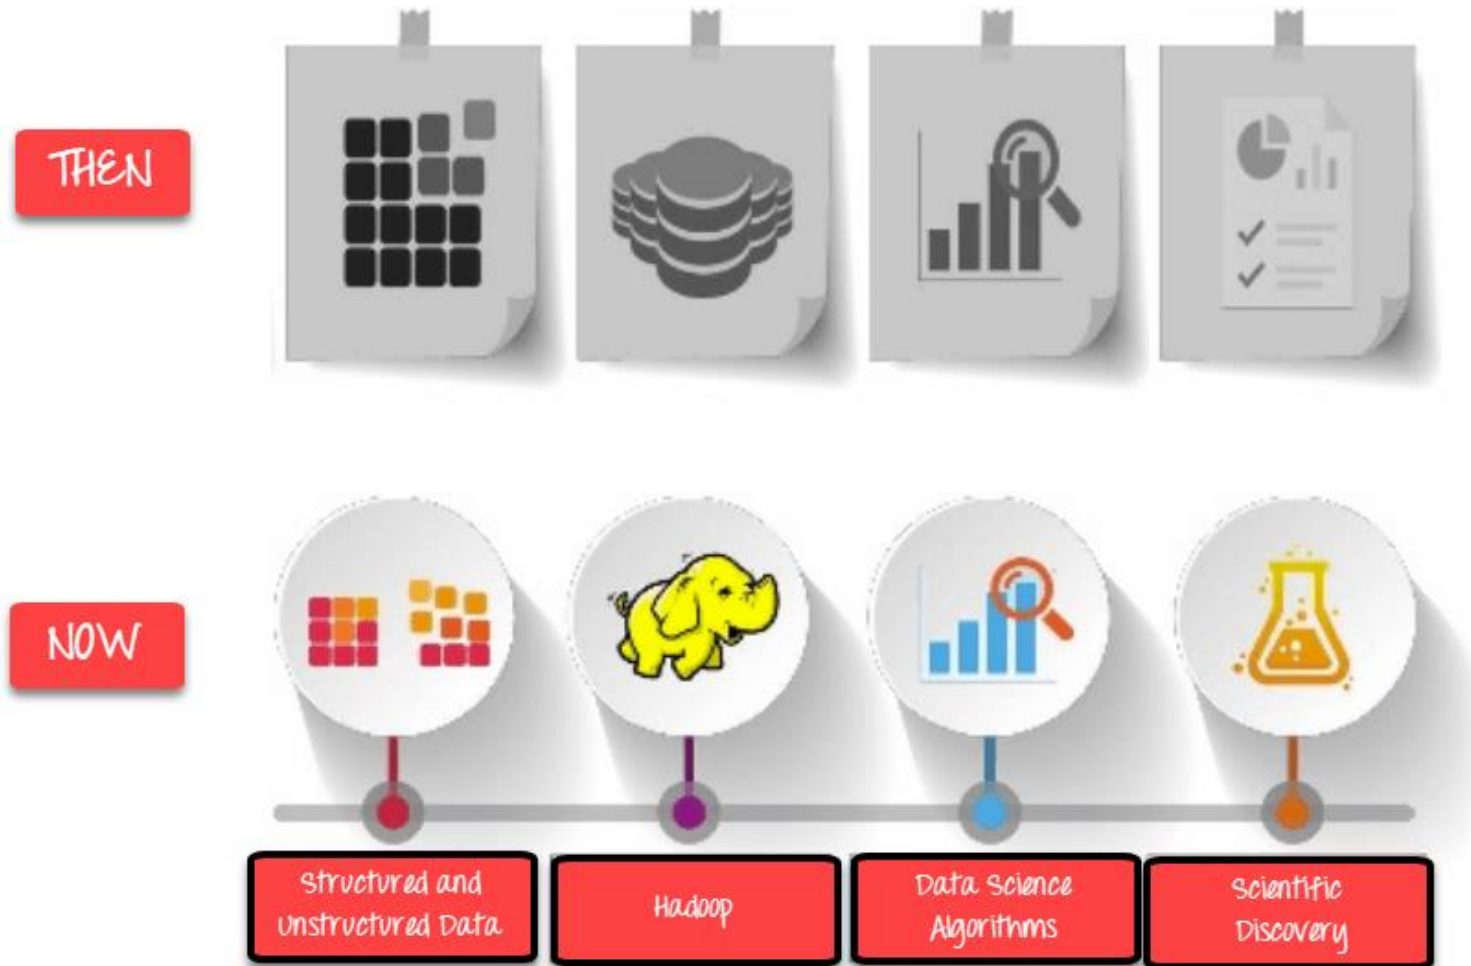 THEN
NOW
Structured and
Unstructured Data
Hadoop
Data Science
Algorithms
Scientific
Discovery